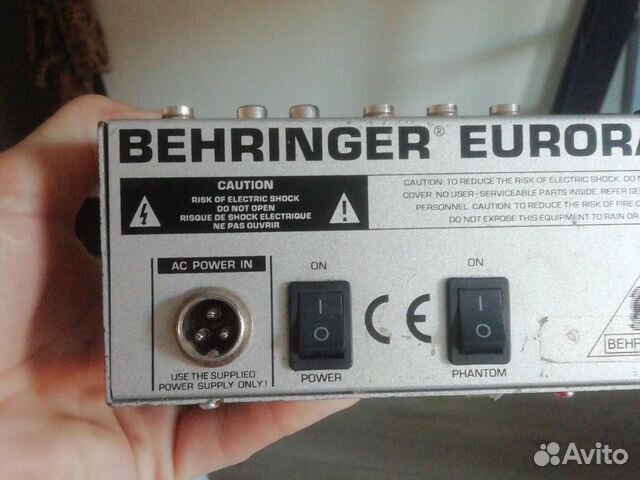 BEHRINGER® EURORA
CAUTION
RISK OF ELECTRIC SHOCK
DO NOT OPEN
RISQUE DE SHOCK ELECTRIQUE
NE PAS OUVRIR
CAUTION: TO REDUCE THE RISK OF ELECTRIC SHOCK, DO N
COVER. NO USER-SERVICEABLE PARTS INSIDE. REFER SE
PERSONNEL. CAUTION: TO REDUCE THE RISK OF FIRE O
DO NOT EXPOSE THIS EQUIPMENT TO RAIN OR
AC POWER IN
USE THE SUPPLIED
POWER SUPPLY ONLY!
ON
POWER
CE
ON
PHANTOM
BEHR
Avito